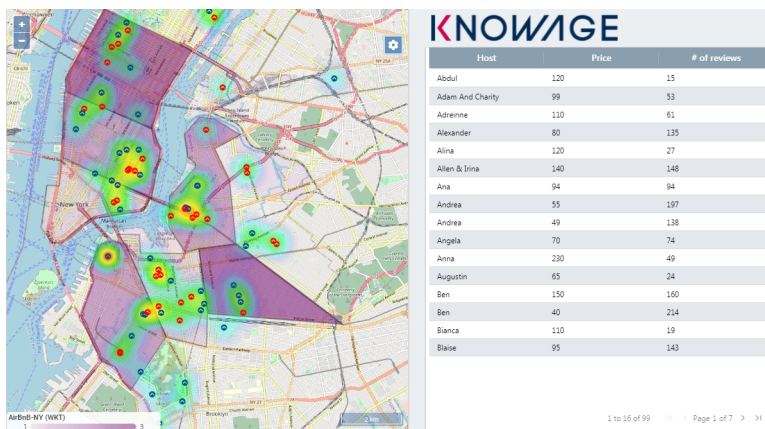 KNOWAGE
Host Price # of reviews
Abdul 120 15
Adam And Charity 99 53
Adreinne 110 61
Alexander 80 135
Alina 120 27
Allen & Irina 140 148
Ana 94 94
Andrea 55 197
Andrea 49 138
Angela 70 74
Anna 230 49
Augustin 65 24
Ben 150 160
Ben 40 214
Bianca 110 19
Blaise 95 143
1 to 16 of 99 Page 1 of 7
+
−
New York
Brooklyn
AirBnB-NY (WKT)
1 3
2 km